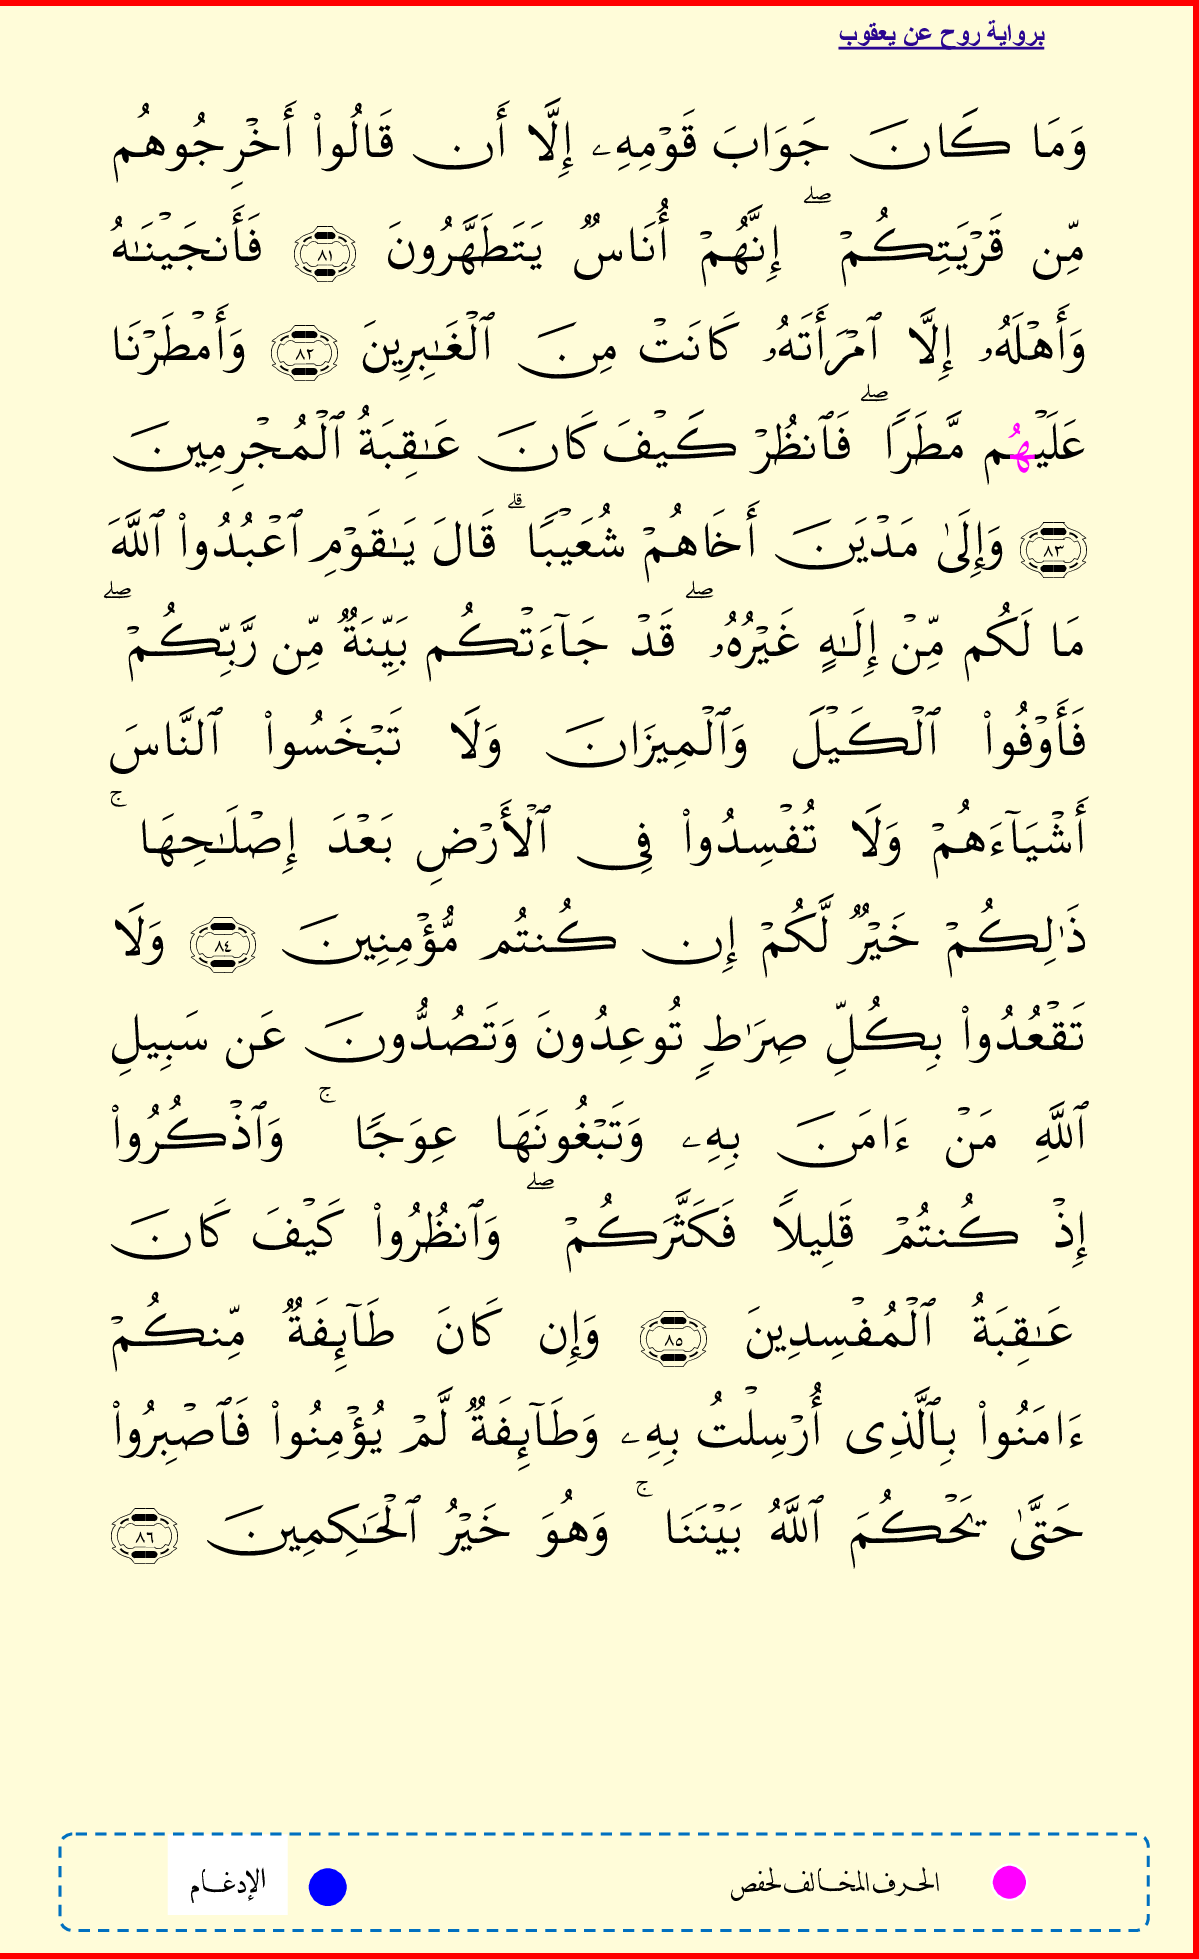 برواية روح عن يعقوب
وَمَا كَانَ جَوَابَ قَوْمِهِۦٓ إِلَّآ أَن قَالُوٓا۟ أَخْرِجُوهُم
مِّن قَرْيَتِكُمْ ۖ إِنَّهُمْ أُنَاسٌ يَتَطَهَّرُونَ ٨١ فَأَنجَيْنَـٰهُ
وَأَهْلَهُۥ إِلَّا ٱمْرَأَتَهُۥ كَانَتْ مِنَ ٱلْغَـٰبِرِينَ ٨٢ وَأَمْطَرْنَا
عَلَيْهُم مَّطَرًا ۖ فَٱنظُرْ كَيْفَ كَانَ عَـٰقِبَةُ ٱلْمُجْرِمِينَ
٨٣ وَإِلَىٰ مَدْيَنَ أَخَاهُمْ شُعَيْبًا ۗ قَالَ يَـٰقَوْمِ ٱعْبُدُوا۟ ٱللَّهَ
مَا لَكُم مِّنْ إِلَـٰهٍ غَيْرُهُۥ ۖ قَدْ جَآءَتْكُم بَيِّنَةٌ مِّن رَّبِّكُمْ ۖ
فَأَوْفُوا۟ ٱلْكَيْلَ وَٱلْمِيزَانَ وَلَا تَبْخَسُوا۟ ٱلنَّاسَ
أَشْيَآءَهُمْ وَلَا تُفْسِدُوا۟ فِى ٱلْأَرْضِ بَعْدَ إِصْلَـٰحِهَا ۚ
ذَٰلِكُمْ خَيْرٌ لَّكُمْ إِن كُنتُم مُّؤْمِنِينَ ٨٤ وَلَا
تَقْعُدُوا۟ بِكُلِّ صِرَٰطٍ تُوعِدُونَ وَتَصُدُّونَ عَن سَبِيلِ
ٱللَّهِ مَنْ ءَامَنَ بِهِۦ وَتَبْغُونَهَا عِوَجًا ۚ وَٱذْكُرُوا۟
إِذْ كُنتُمْ قَلِيلًا فَكَثَّرَكُمْ ۖ وَٱنظُرُوا۟ كَيْفَ كَانَ
عَـٰقِبَةُ ٱلْمُفْسِدِينَ ٨٥ وَإِن كَانَ طَآئِفَةٌ مِّنكُمْ
ءَامَنُوا۟ بِٱلَّذِى أُرْسِلْتُ بِهِۦ وَطَآئِفَةٌ لَّمْ يُؤْمِنُوا۟ فَٱصْبِرُوا۟
حَتَّىٰ يَحْكُمَ ٱللَّهُ بَيْنَنَا ۚ وَهُوَ خَيْرُ ٱلْحَـٰكِمِينَ ٨٦
الحرف المخالف لحفص
الإدغام